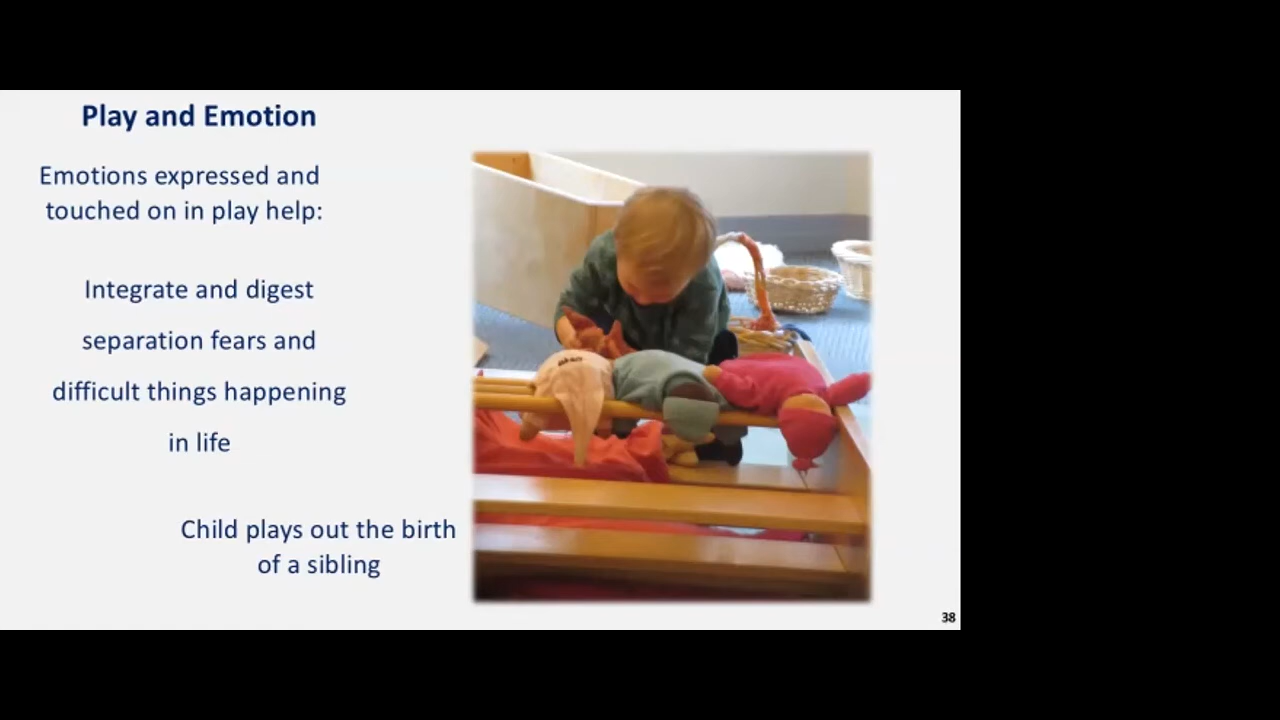 Play and Emotion
Emotions expressed and
touched on in play help:
Integrate and digest
separation fears and
difficult things happening
in life
Child plays out the birth
of a sibling
38